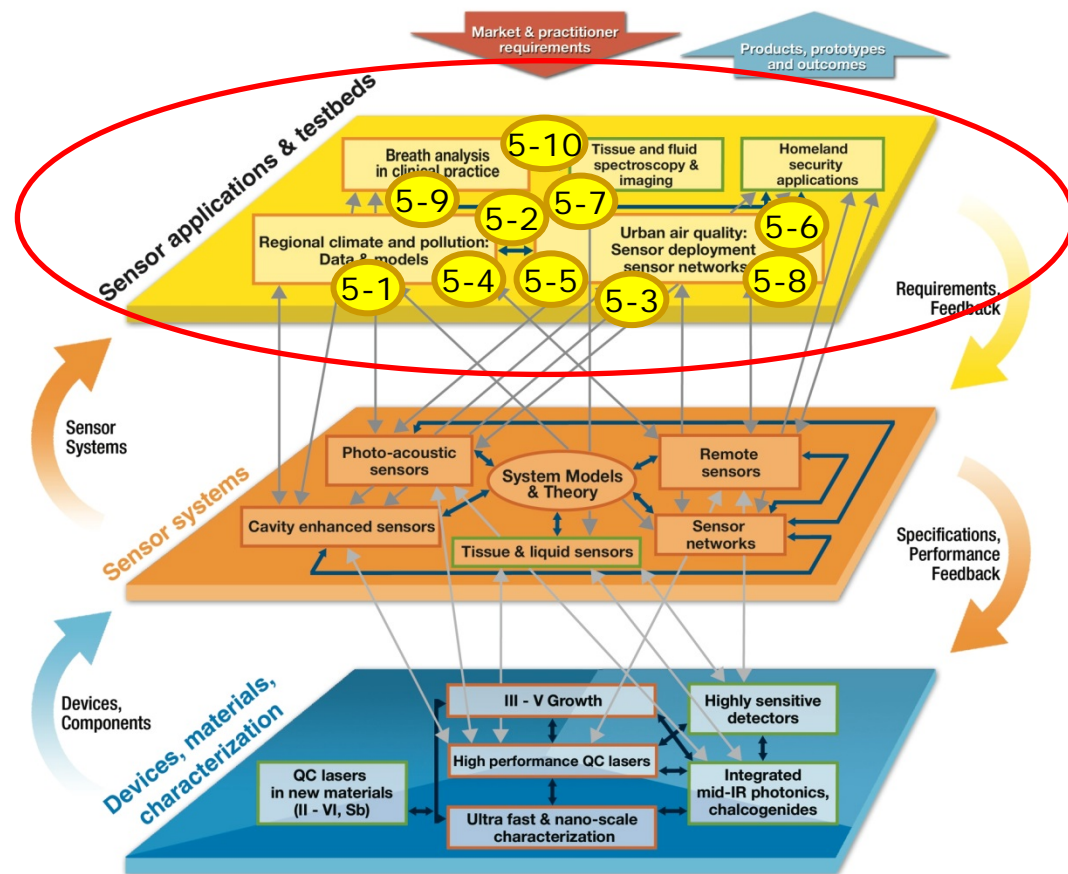 Market & practitioner
requirements
Products, prototypes
and outcomes
Sensor applications & testbeds
Breath analysis
in clinical practice
5-10
Tissue and fluid
spectroscopy &
imaging
Homeland
security
applications
5-9
5-2
5-7
5-6
Regional climate and pollution:
Data & models
Urban air quality:
Sensor deployment
sensor networks
5-1
5-4
5-5
5-3
5-8
Requirements,
Feedback
Sensor
Systems
Sensor systems
Photo-acoustic
sensors
System Models
& Theory
Remote
sensors
Cavity enhanced sensors
Tissue & liquid sensors
Sensor
networks
Specifications,
Performance
Feedback
Devices,
Components
Devices, materials,
characterization
III - V Growth
Highly sensitive
detectors
High performance QC lasers
QC lasers
in new materials
(II - VI, Sb)
Integrated
mid-IR photonics,
chalcogenides
Ultra fast & nano-scale
characterization